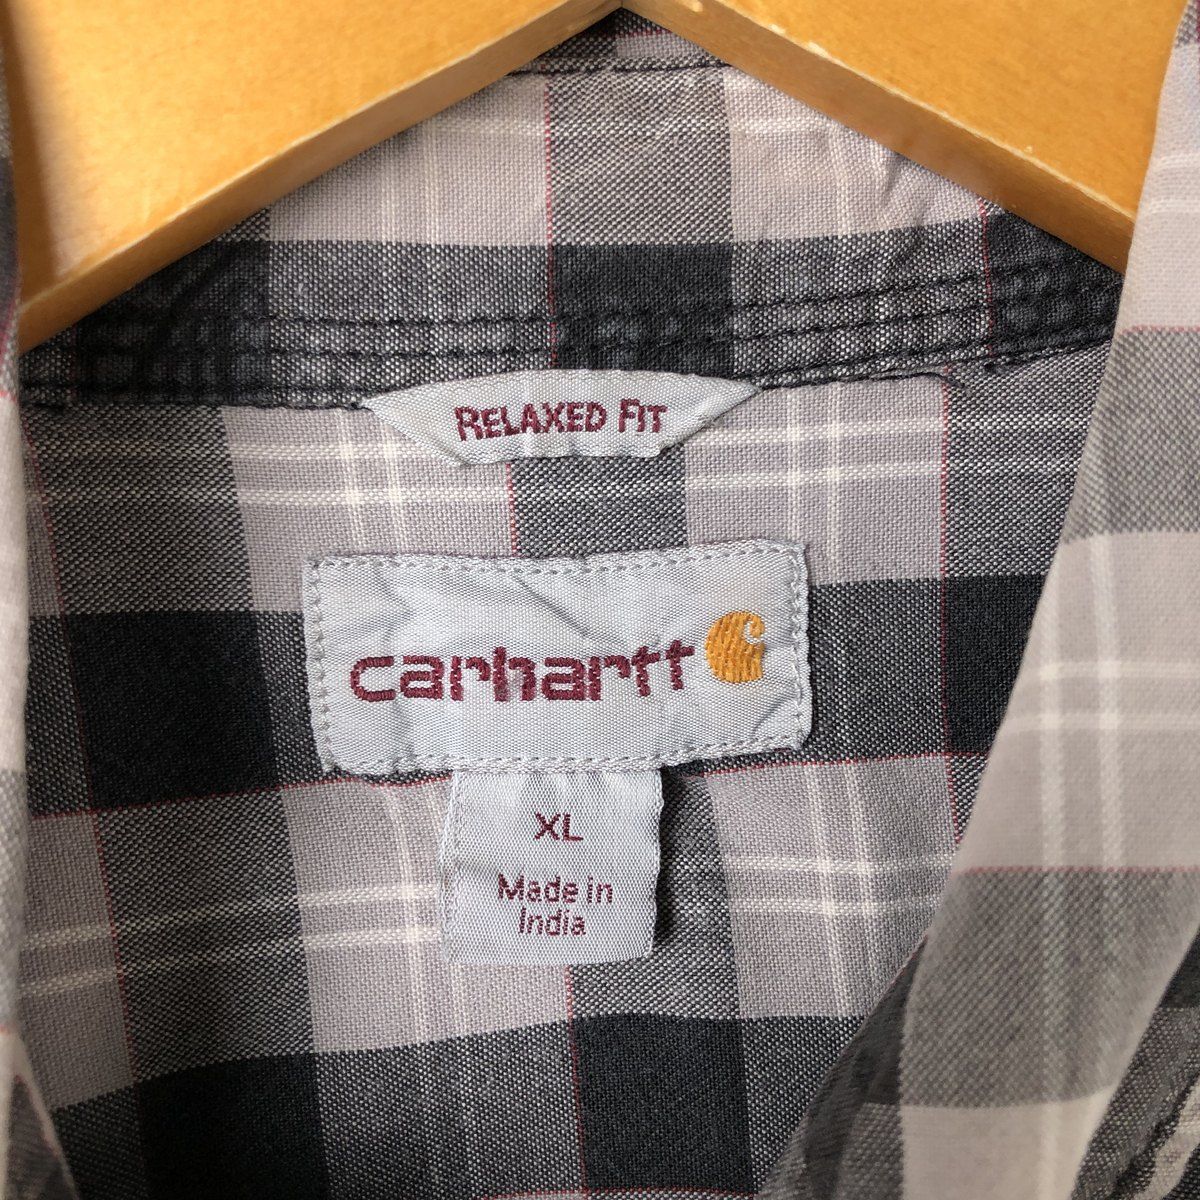 RELAXED FIT
carhartt
XL
Made in
India